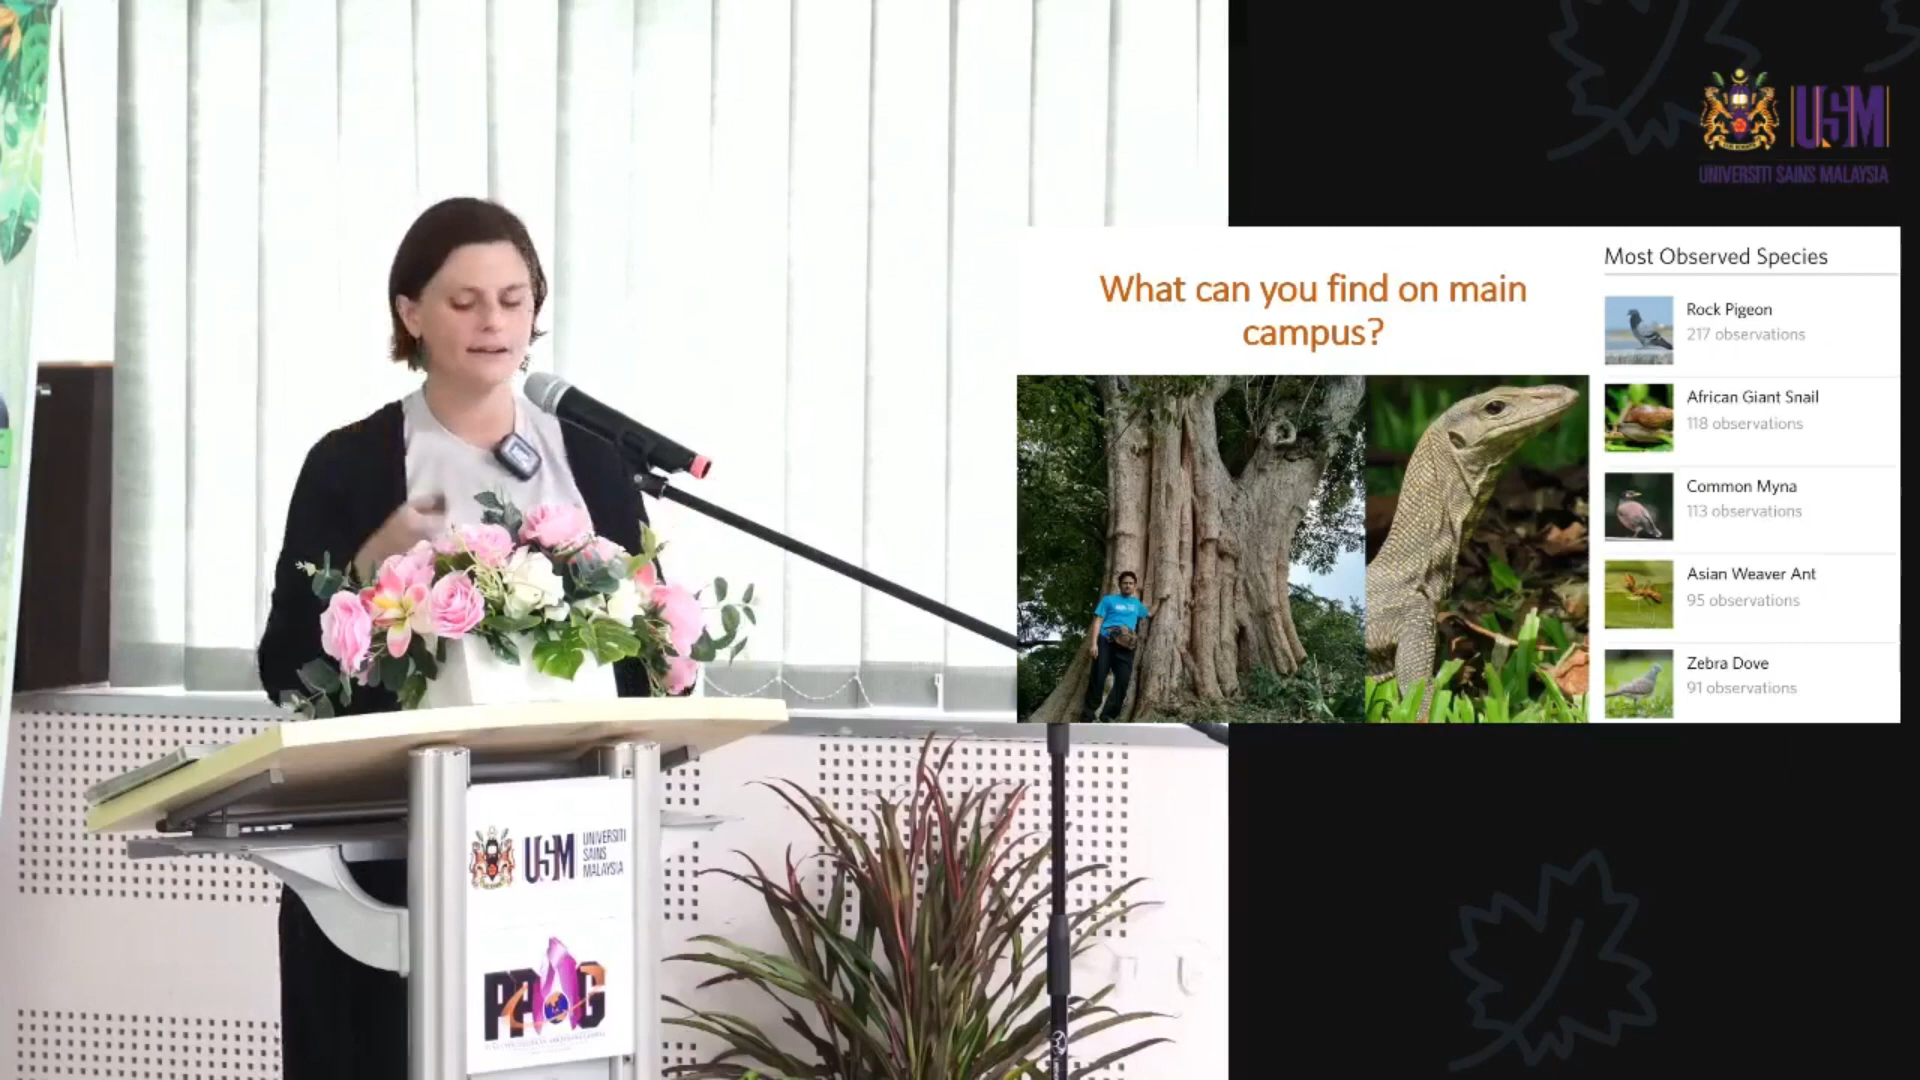 USM
UNIVERSITI SAINS MALAYSIA
What can you find on main
campus?
Most Observed Species
Rock Pigeon
217 observations
African Giant Snail
118 observations
Common Myna
113 observations
Asian Weaver Ant
95 observations
Zebra Dove
91 observations
USM
UNIVERSITI
SAINS
MALAYSIA